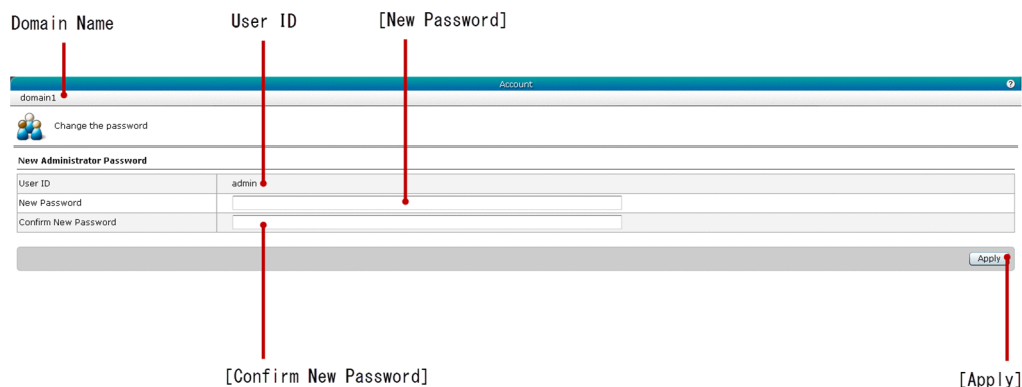 Domain Name User ID [New Password]
Account ?
domain1
Change the password
New Administrator Password
User ID admin
New Password
Confirm New Password
Apply
[Confirm New Password] [Apply]